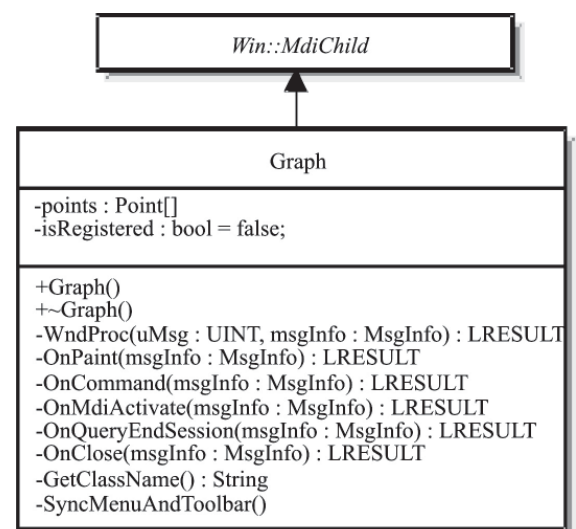 Win::MdiChild
Graph
-points : Point[]
-isRegistered : bool = false;
+Graph()
+~Graph()
-WndProc(uMsg : UINT, msgInfo : MsgInfo) : LRESULT
-OnPaint(msgInfo : MsgInfo) : LRESULT
-OnCommand(msgInfo : MsgInfo) : LRESULT
-OnMdiActivate(msgInfo : MsgInfo) : LRESULT
-OnQueryEndSession(msgInfo : MsgInfo) : LRESULT
-OnClose(msgInfo : MsgInfo) : LRESULT
-GetClassName() : String
-SyncMenuAndToolbar()